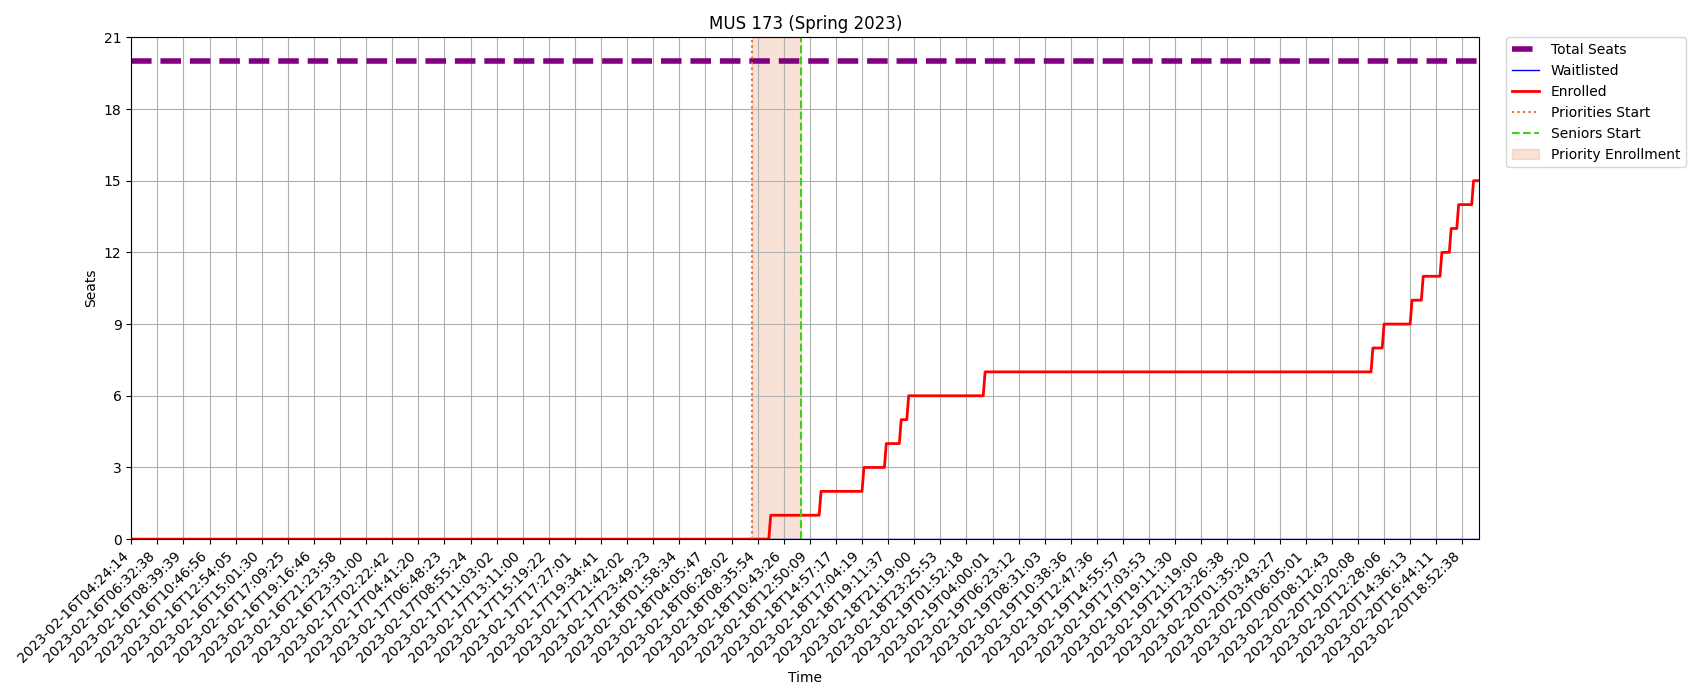 MUS 173 (Spring 2023)
Total Seats
Waitlisted
Enrolled
Priorities Start
Seniors Start
Priority Enrollment
Seats
21
18
15
12
9
6
3
0
2023-02-16T04:24:14
2023-02-16T06:32:38
2023-02-16T08:39:39
2023-02-16T10:46:56
2023-02-16T12:54:05
2023-02-16T15:01:30
2023-02-16T17:09:25
2023-02-16T19:16:46
2023-02-16T21:23:58
2023-02-16T23:31:00
2023-02-17T02:22:42
2023-02-17T04:41:20
2023-02-17T06:48:23
2023-02-17T08:55:24
2023-02-17T11:03:02
2023-02-17T13:11:00
2023-02-17T15:19:22
2023-02-17T17:27:01
2023-02-17T19:34:41
2023-02-17T21:42:02
2023-02-17T23:49:23
2023-02-18T01:58:34
2023-02-18T04:05:47
2023-02-18T06:28:02
2023-02-18T08:35:54
2023-02-18T10:43:26
2023-02-18T12:50:09
2023-02-18T14:57:17
2023-02-18T17:04:19
2023-02-18T19:11:37
2023-02-18T21:19:00
2023-02-18T23:25:53
2023-02-19T01:52:18
2023-02-19T04:00:01
2023-02-19T06:23:12
2023-02-19T08:31:03
2023-02-19T10:38:36
2023-02-19T12:47:36
2023-02-19T14:55:57
2023-02-19T17:03:53
2023-02-19T19:11:30
2023-02-19T21:19:00
2023-02-19T23:26:38
2023-02-20T01:35:20
2023-02-20T03:43:27
2023-02-20T06:05:01
2023-02-20T08:12:43
2023-02-20T10:20:08
2023-02-20T12:28:06
2023-02-20T14:36:13
2023-02-20T16:44:11
2023-02-20T18:52:38
Time